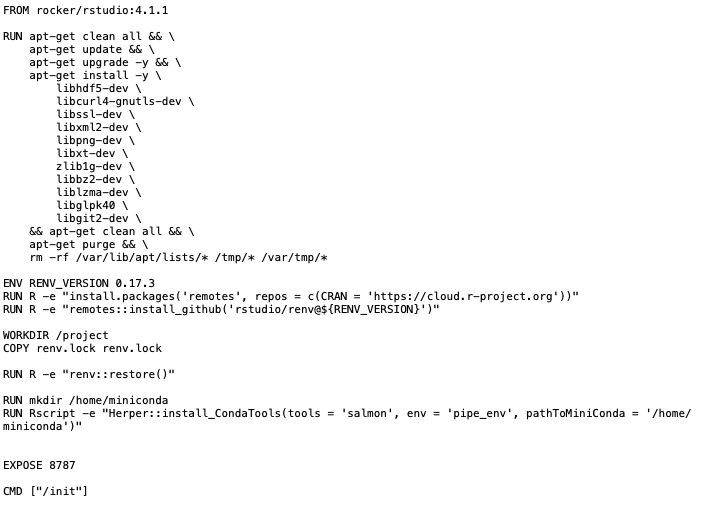 FROM rocker/rstudio:4.1.1
RUN apt-get clean all && \
apt-get update && \
apt-get upgrade -y && \
apt-get install -y \
libhdf5-dev \
libcurl4-gnutls-dev \
libssl-dev \
libxml2-dev \
libpng-dev \
libxt-dev \
zlib1g-dev \
libbz2-dev \
liblzma-dev \
libglpk40 \
libgit2-dev \
&& apt-get clean all && \
apt-get purge && \
rm -rf /var/lib/apt/lists/* /tmp/* /var/tmp/*
ENV RENV_VERSION 0.17.3
RUN R -e "install.packages('remotes', repos = c(CRAN = 'https://cloud.r-project.org'))"
RUN R -e "remotes::install_github('rstudio/renv@${RENV_VERSION}')"
WORKDIR /project
COPY renv.lock renv.lock
RUN R -e "renv::restore()"
RUN mkdir /home/miniconda
RUN Rscript -e "Herper::install_CondaTools(tools = 'salmon', env = 'pipe_env', pathToMiniConda = '/home/
miniconda')"
EXPOSE 8787
CMD ["/init"]